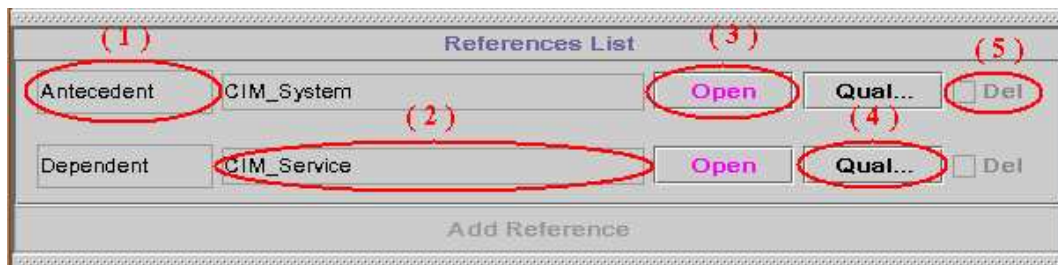 ( 1 ) References List ( 3 ) ( 5 )
Antecedent CIM_System Open Qual... Del
( 2 ) ( 4 )
Dependent CIM_Service Open Qual... Del
Add Reference